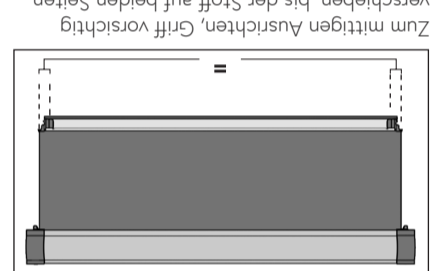 Zum mittigen Ausrichten, Griff vorsichtig
verschieben, bis der Stoff auf beiden Seiten
=